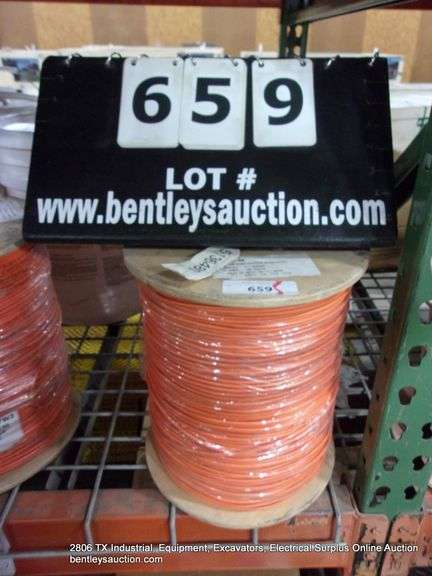 659
LOT #
www.bentleysauction.com
659
2806 TX Industrial, Equipment, Excavators, Electrical Surplus Online Auction
bentleysauction.com